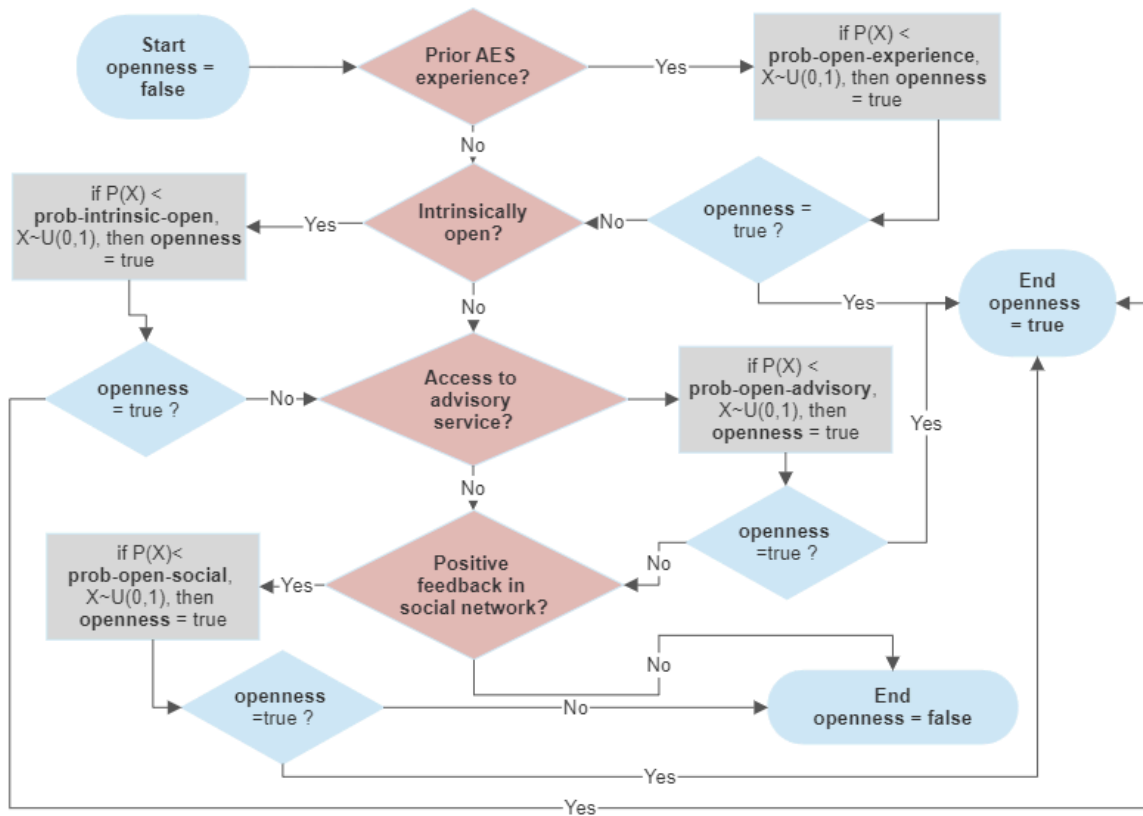 Start
openness =
false
Prior AES
experience?
Yes
if P(X) <
prob-open-experience,
X~U(0,1), then openness
= true
No
if P(X) <
prob-intrinsic-open,
X~U(0,1), then openness
= true
Yes
Intrinsically
open?
No
openness =
true ?
Yes
End
openness
= true
No
openness
= true ?
No
Access to
advisory
service?
if P(X) <
prob-open-advisory,
X~U(0,1), then
openness = true
Yes
No
openness
=true ?
No
if P(X)<
prob-open-social,
X~U(0,1), then
openness = true
Yes
Positive
feedback in
social network?
No
openness
=true ?
No
End
openness = false
Yes
Yes